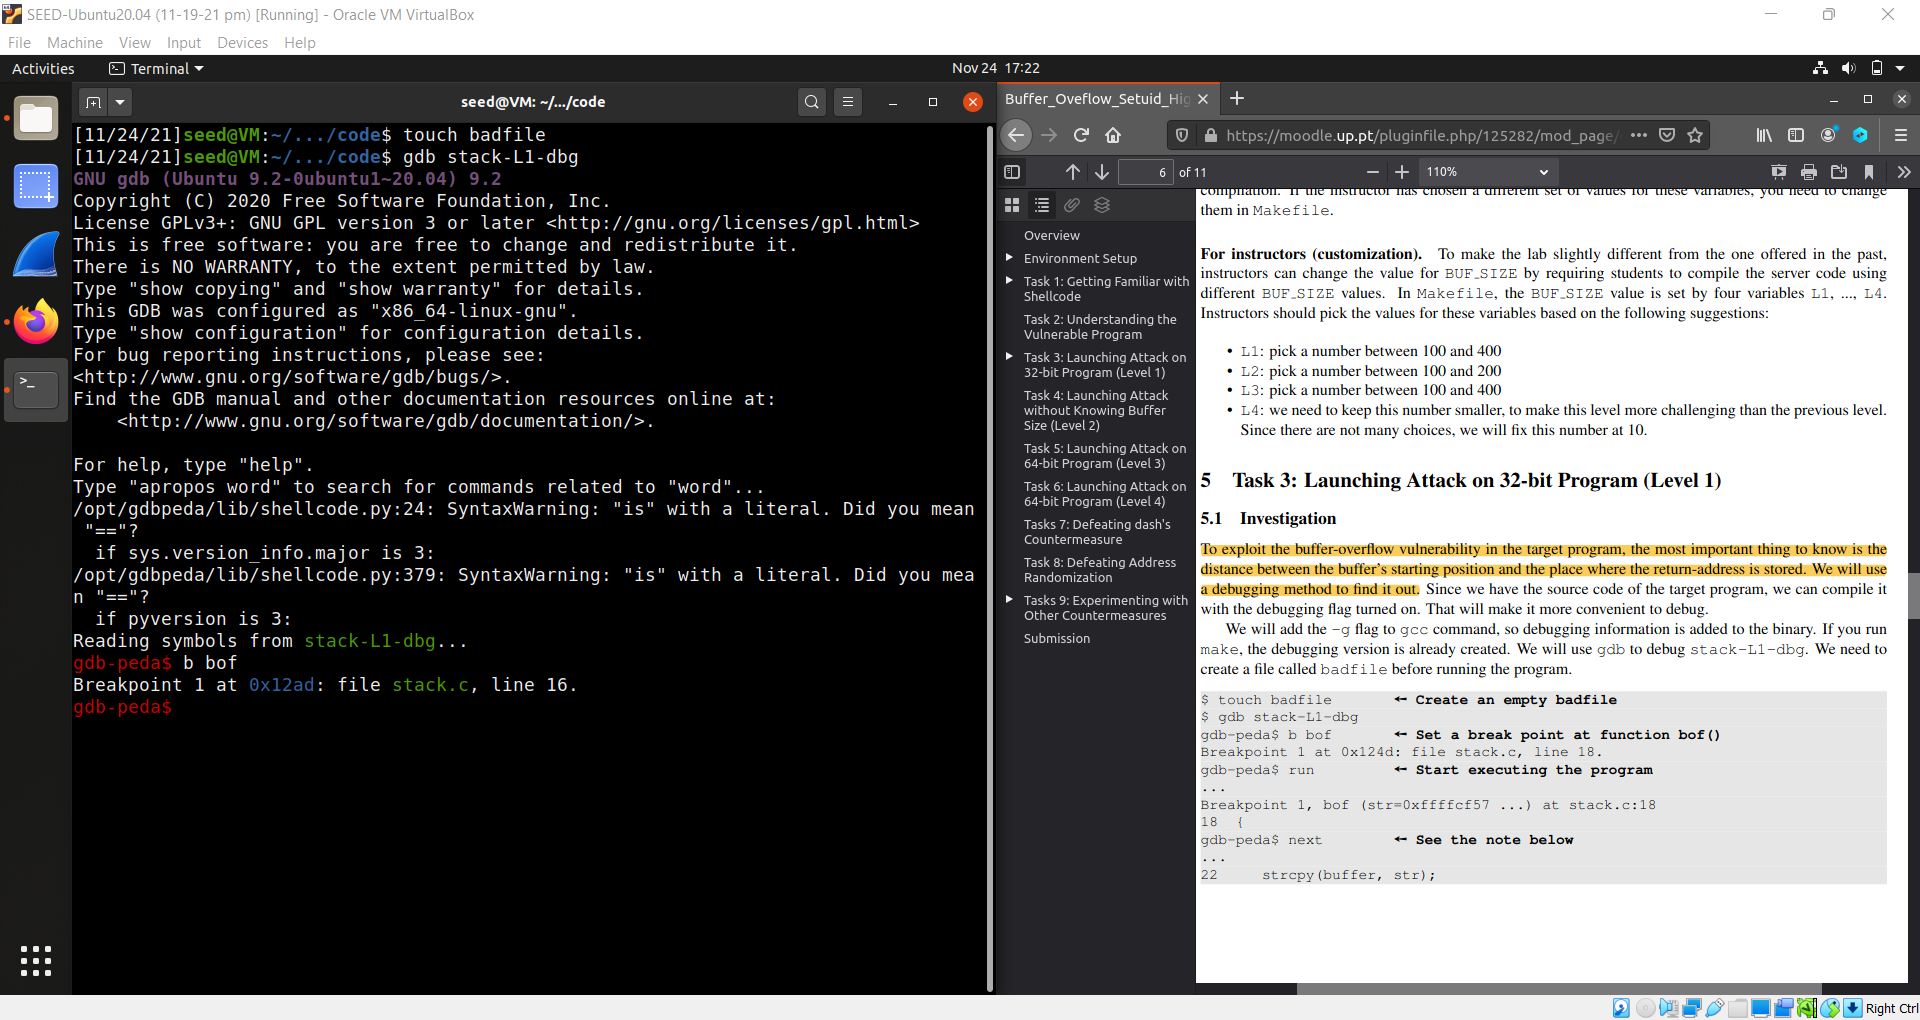 SEED-Ubuntu20.04 (11-19-21 pm) [Running] - Oracle VM VirtualBox
File Machine View Input Devices Help
Activities Terminal Nov 24 17:22
seed@VM: ~/.../code
[11/24/21]seed@VM:~/.../code$ touch badfile
[11/24/21]seed@VM:~/.../code$ gdb stack-L1-dbg
GNU gdb (Ubuntu 9.2-0ubuntu1~20.04) 9.2
Copyright (C) 2020 Free Software Foundation, Inc.
License GPLv3+: GNU GPL version 3 or later <http://gnu.org/licenses/gpl.html>
This is free software: you are free to change and redistribute it.
There is NO WARRANTY, to the extent permitted by law.
Type "show copying" and "show warranty" for details.
This GDB was configured as "x86_64-linux-gnu".
Type "show configuration" for configuration details.
For bug reporting instructions, please see:
<http://www.gnu.org/software/gdb/bugs/>.
Find the GDB manual and other documentation resources online at:
    <http://www.gnu.org/software/gdb/documentation/>.
For help, type "help".
Type "apropos word" to search for commands related to "word"...
/opt/gdbpeda/lib/shellcode.py:24: SyntaxWarning: "is" with a literal. Did you mean
 "=="?
  if sys.version_info.major is 3:
/opt/gdbpeda/lib/shellcode.py:379: SyntaxWarning: "is" with a literal. Did you mea
n "=="?
  if pyversion is 3:
Reading symbols from stack-L1-dbg...
gdb-peda$ b bof
Breakpoint 1 at 0x12ad: file stack.c, line 16.
gdb-peda$
Buffer_Oveflow_Setuid_Hig
https://moodle.up.pt/pluginfile.php/125282/mod_page/
6 of 11 110%
Overview
Environment Setup
Task 1: Getting Familiar with
Shellcode
Task 2: Understanding the
Vulnerable Program
Task 3: Launching Attack on
32-bit Program (Level 1)
Task 4: Launching Attack
without Knowing Buffer
Size (Level 2)
Task 5: Launching Attack on
64-bit Program (Level 3)
Task 6: Launching Attack on
64-bit Program (Level 4)
Tasks 7: Defeating dash's
Countermeasure
Task 8: Defeating Address
Randomization
Tasks 9: Experimenting with
Other Countermeasures
Submission
compilation. If the instructor has chosen a different set of values for these variables, you need to change
them in Makefile.
For instructors (customization). To make the lab slightly different from the one offered in the past,
instructors can change the value for BUF_SIZE by requiring students to compile the server code using
different BUF_SIZE values. In Makefile, the BUF_SIZE value is set by four variables L1, ..., L4.
Instructors should pick the values for these variables based on the following suggestions:
• L1: pick a number between 100 and 400
• L2: pick a number between 100 and 200
• L3: pick a number between 100 and 400
• L4: we need to keep this number smaller, to make this level more challenging than the previous level.
Since there are not many choices, we will fix this number at 10.
5 Task 3: Launching Attack on 32-bit Program (Level 1)
5.1 Investigation
To exploit the buffer-overflow vulnerability in the target program, the most important thing to know is the
distance between the buffer's starting position and the place where the return-address is stored. We will use
a debugging method to find it out. Since we have the source code of the target program, we can compile it
with the debugging flag turned on. That will make it more convenient to debug.
We will add the -g flag to gcc command, so debugging information is added to the binary. If you run
make, the debugging version is already created. We will use gdb to debug stack-L1-dbg. We need to
create a file called badfile before running the program.
$ touch badfile ← Create an empty badfile
$ gdb stack-L1-dbg
gdb-peda$ b bof ← Set a break point at function bof()
Breakpoint 1 at 0x124d: file stack.c, line 18.
gdb-peda$ run ← Start executing the program
...
Breakpoint 1, bof (str=0xffffcf57 ...) at stack.c:18
18 {
gdb-peda$ next ← See the note below
...
22 strcpy(buffer, str);
Right Ctrl